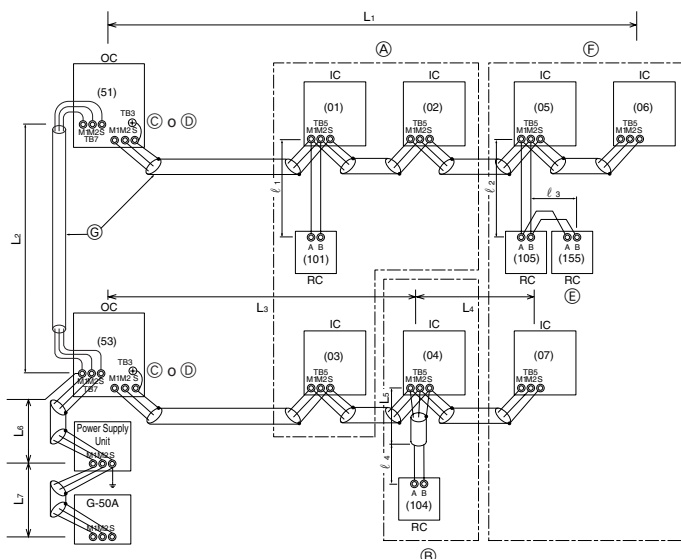 L1
A F
OC IC IC IC IC
(51) (01) (02) (05) (06)
TB3 C o D
M1M2S M1M2S
TB7
TB5 TB5 TB5 TB5
M1M2S M1M2S M1M2S M1M2S
L2
G
ℓ1 ℓ2 ℓ3
A B A B A B
(101) (105) (155)
RC RC RC
E
L3 L4
OC IC IC IC
(53) (03) (04) (07)
TB3 C o D
M1M2S M1M2S
TB7
TB5 TB5 TB5
M1M2S M1M2S M1M2S
L5
L6
Power Supply
Unit
M1M2S
ℓ4
A B
(104)
RC
L7
G-50A
M1M2S
B